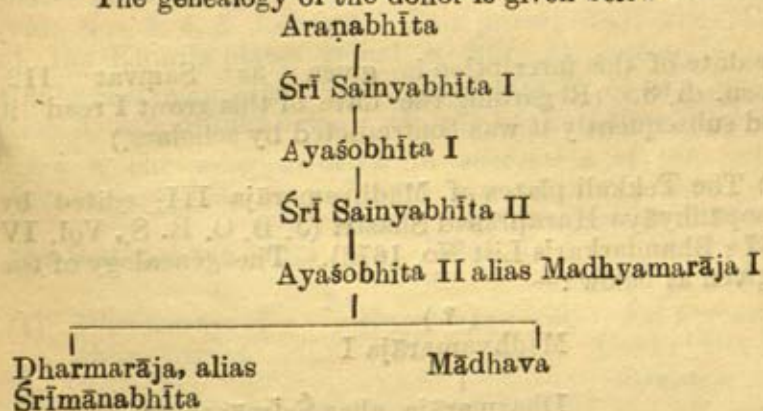 The genealogy of the donor is given below
Araṇabhīta
Śrī Sainyabhīta I
Ayaśobhīta I
Śrī Sainyabhīta II
Ayaśobhita II alias Madhyamarāja I
Dharmarāja, alias Mādhava
Śrīmānabhīta